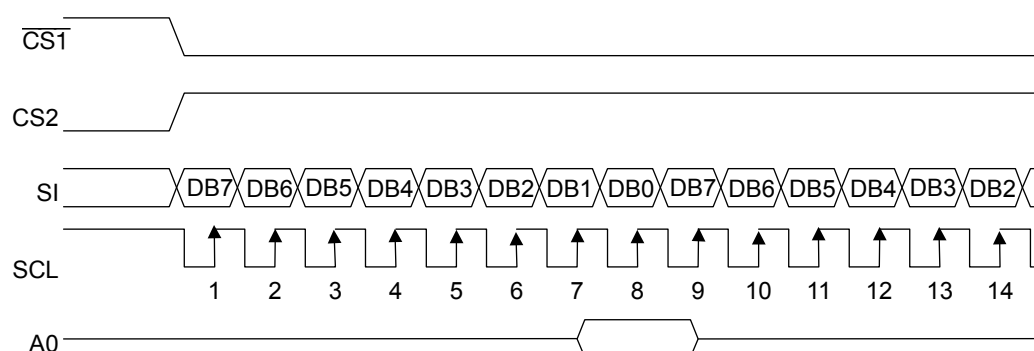 CS1
CS2
SI DB7 DB6 DB5 DB4 DB3 DB2 DB1 DB0 DB7 DB6 DB5 DB4 DB3 DB2
SCL
1 2 3 4 5 6 7 8 9 10 11 12 13 14
A0